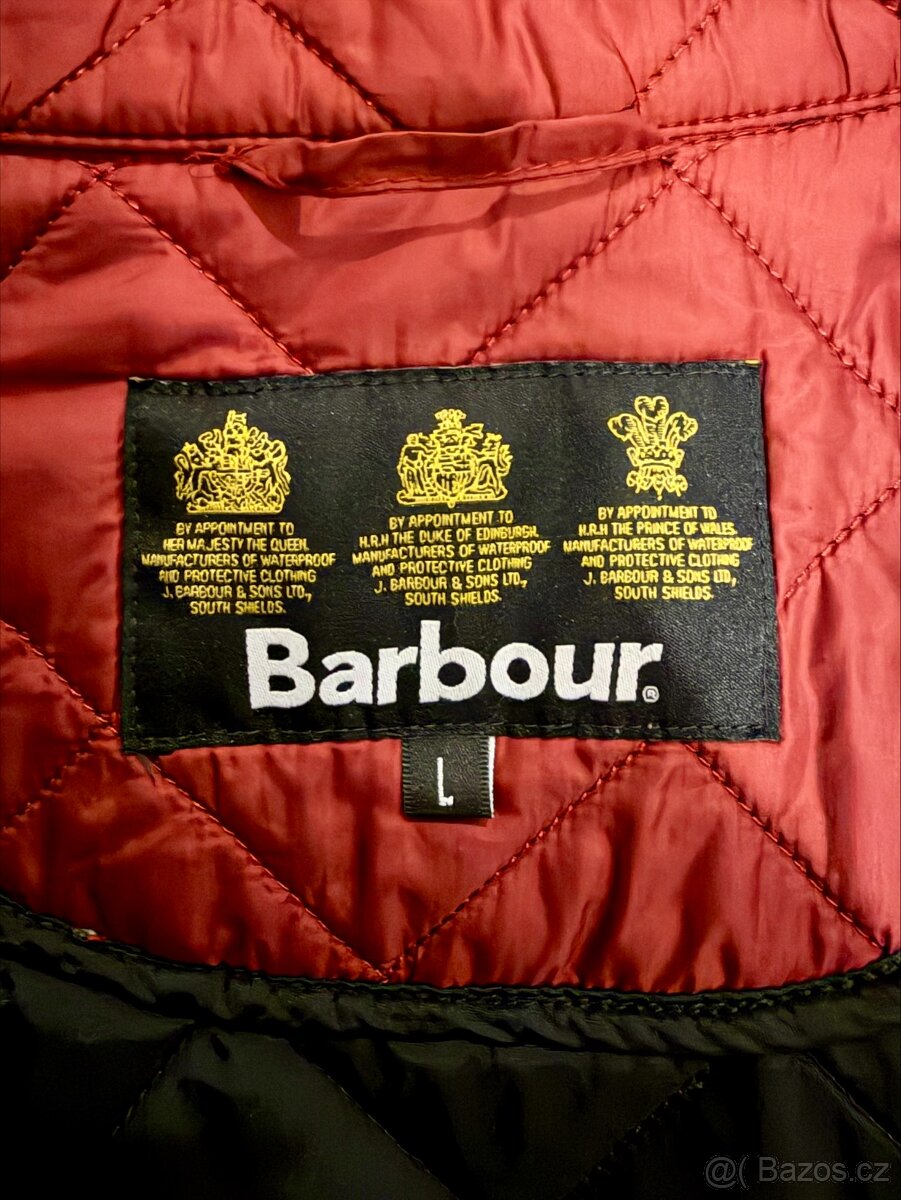 BY APPOINTMENT TO
HER MAJESTY THE QUEEN
MANUFACTURERS OF WATERPROOF
AND PROTECTIVE CLOTHING
J. BARBOUR & SONS LTD.,
SOUTH SHIELDS.
BY APPOINTMENT TO
H.R.H THE DUKE OF EDINBURGH.
MANUFACTURERS OF WATERPROOF
AND PROTECTIVE CLOTHING
J. BARBOUR & SONS LTD.,
SOUTH SHIELDS.
BY APPOINTMENT TO
H.R.H THE PRINCE OF WALES.
MANUFACTURERS OF WATERPROOF
AND PROTECTIVE CLOTHING
J. BARBOUR & SONS LTD.,
SOUTH SHIELDS.
Barbour®
L
@( Bazos.cz